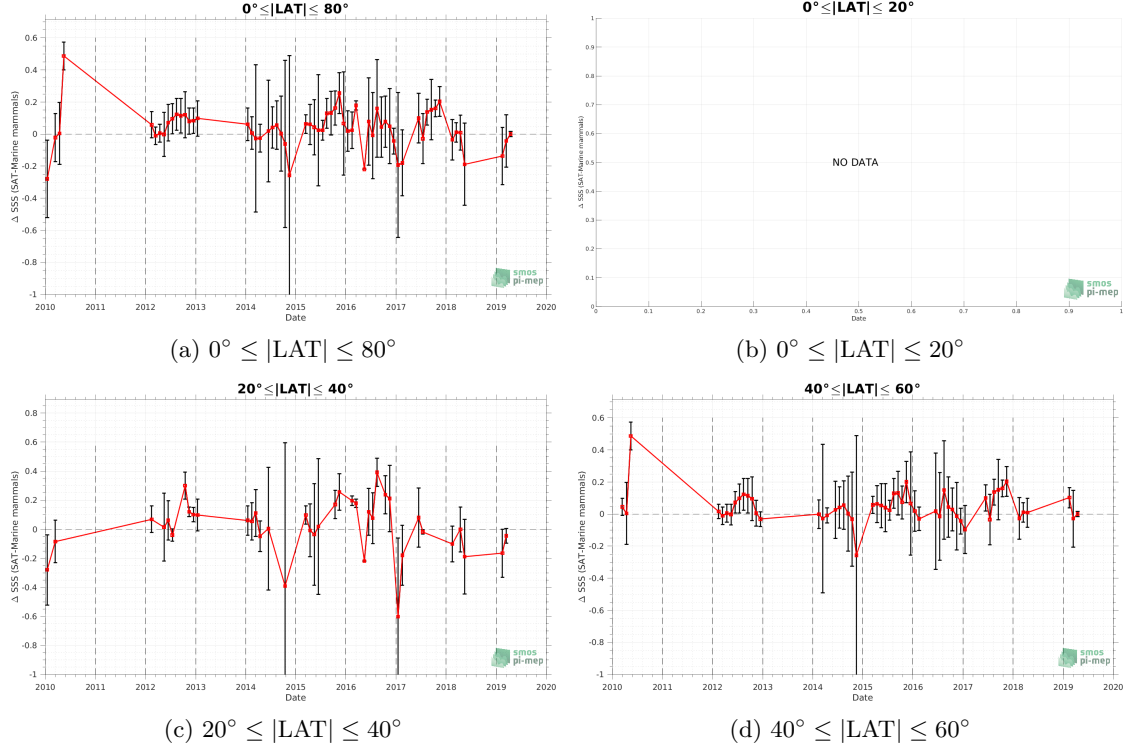 0°≤|LAT|≤ 80°
Δ SSS (SAT-Marine mammals)
0.6
0.4
0.2
0
-0.2
-0.4
-0.6
-0.8
-1
2010 2011 2012 2013 2014 2015 2016 2017 2018 2019 2020
Date
smos
pi-mep
(a) 0° ≤ |LAT| ≤ 80°
0°≤|LAT|≤ 20°
Δ SSS (SAT-Marine mammals)
1
0.9
0.8
0.7
0.6
0.5
0.4
0.3
0.2
0.1
0
NO DATA
0 0.1 0.2 0.3 0.4 0.5 0.6 0.7 0.8 0.9 1
Date
smos
pi-mep
(b) 0° ≤ |LAT| ≤ 20°
20°≤|LAT|≤ 40°
Δ SSS (SAT-Marine mammals)
0.8
0.6
0.4
0.2
0
-0.2
-0.4
-0.6
-0.8
-1
2010 2011 2012 2013 2014 2015 2016 2017 2018 2019 2020
Date
smos
pi-mep
(c) 20° ≤ |LAT| ≤ 40°
40°≤|LAT|≤ 60°
Δ SSS (SAT-Marine mammals)
0.6
0.4
0.2
0
-0.2
-0.4
-0.6
-0.8
-1
2010 2011 2012 2013 2014 2015 2016 2017 2018 2019 2020
Date
smos
pi-mep
(d) 40° ≤ |LAT| ≤ 60°